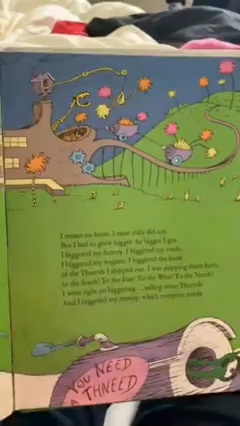 I meant no harm. I most truly did not.
But I had to grow bigger. So bigger I got.
I biggered my factory. I biggered my roads.
I biggered my wagons. I biggered the loads
of the Thneeds I shipped out. I was shipping them forth
to the South! To the East! To the West! To the North!
I went right on biggering ... selling more Thneeds.
And I biggered my money, which everyone needs.
YOU NEED
A THNEED